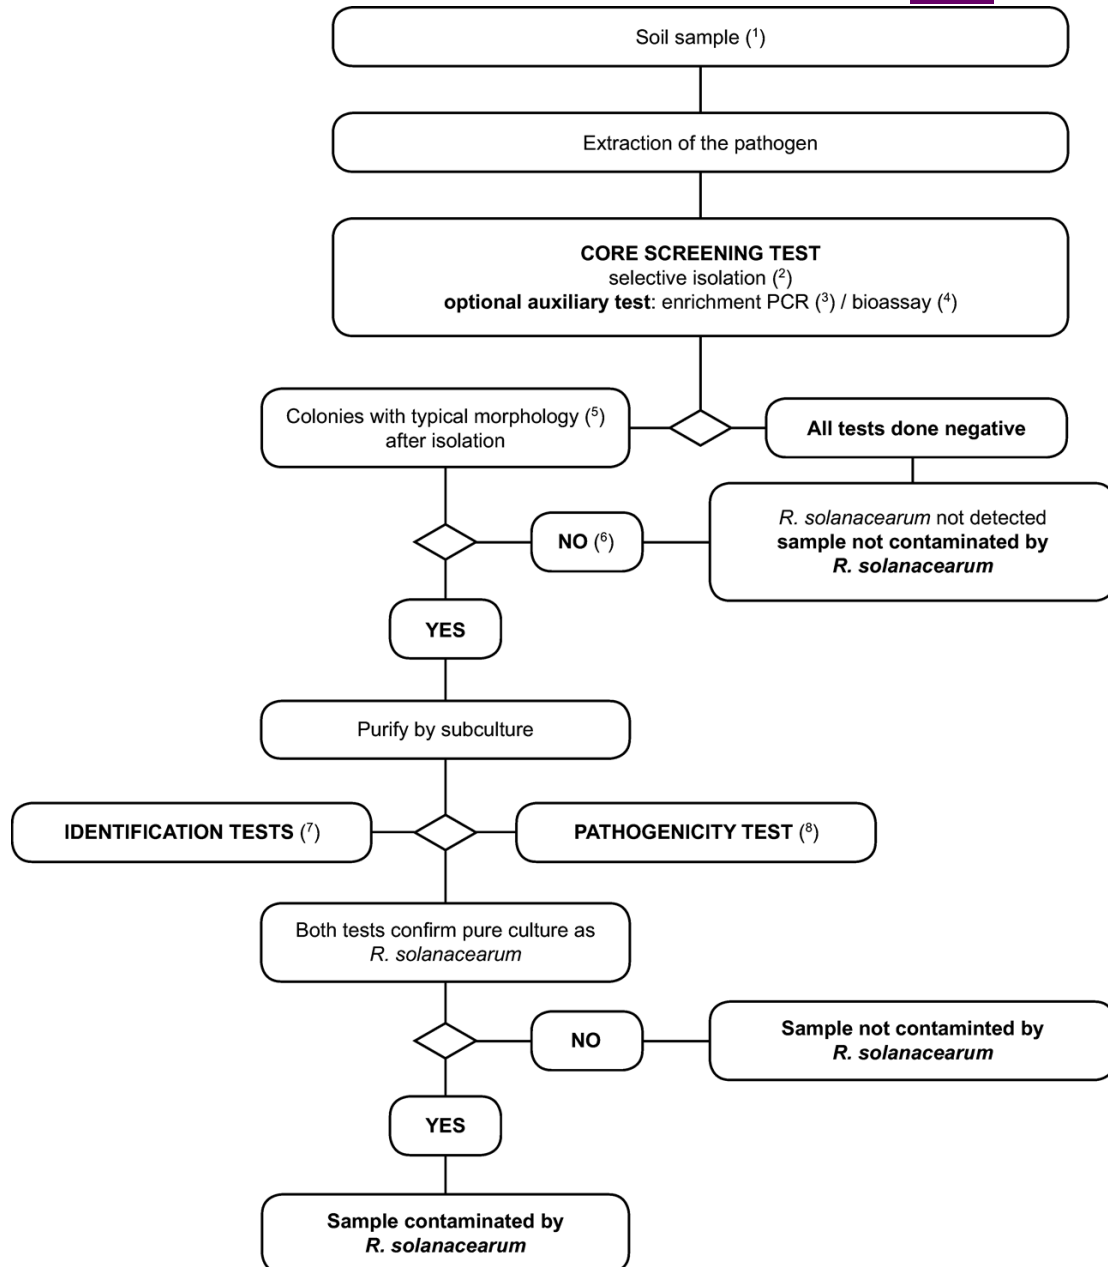 Soil sample (¹)
Extraction of the pathogen
CORE SCREENING TEST
selective isolation (²)
optional auxiliary test: enrichment PCR (³) / bioassay (⁴)
Colonies with typical morphology (⁵)
after isolation
All tests done negative
NO (⁶)
R. solanacearum not detected
sample not contaminated by
R. solanacearum
YES
Purify by subculture
IDENTIFICATION TESTS (⁷)
PATHOGENICITY TEST (⁸)
Both tests confirm pure culture as
R. solanacearum
NO
Sample not contaminted by
R. solanacearum
YES
Sample contaminated by
R. solanacearum